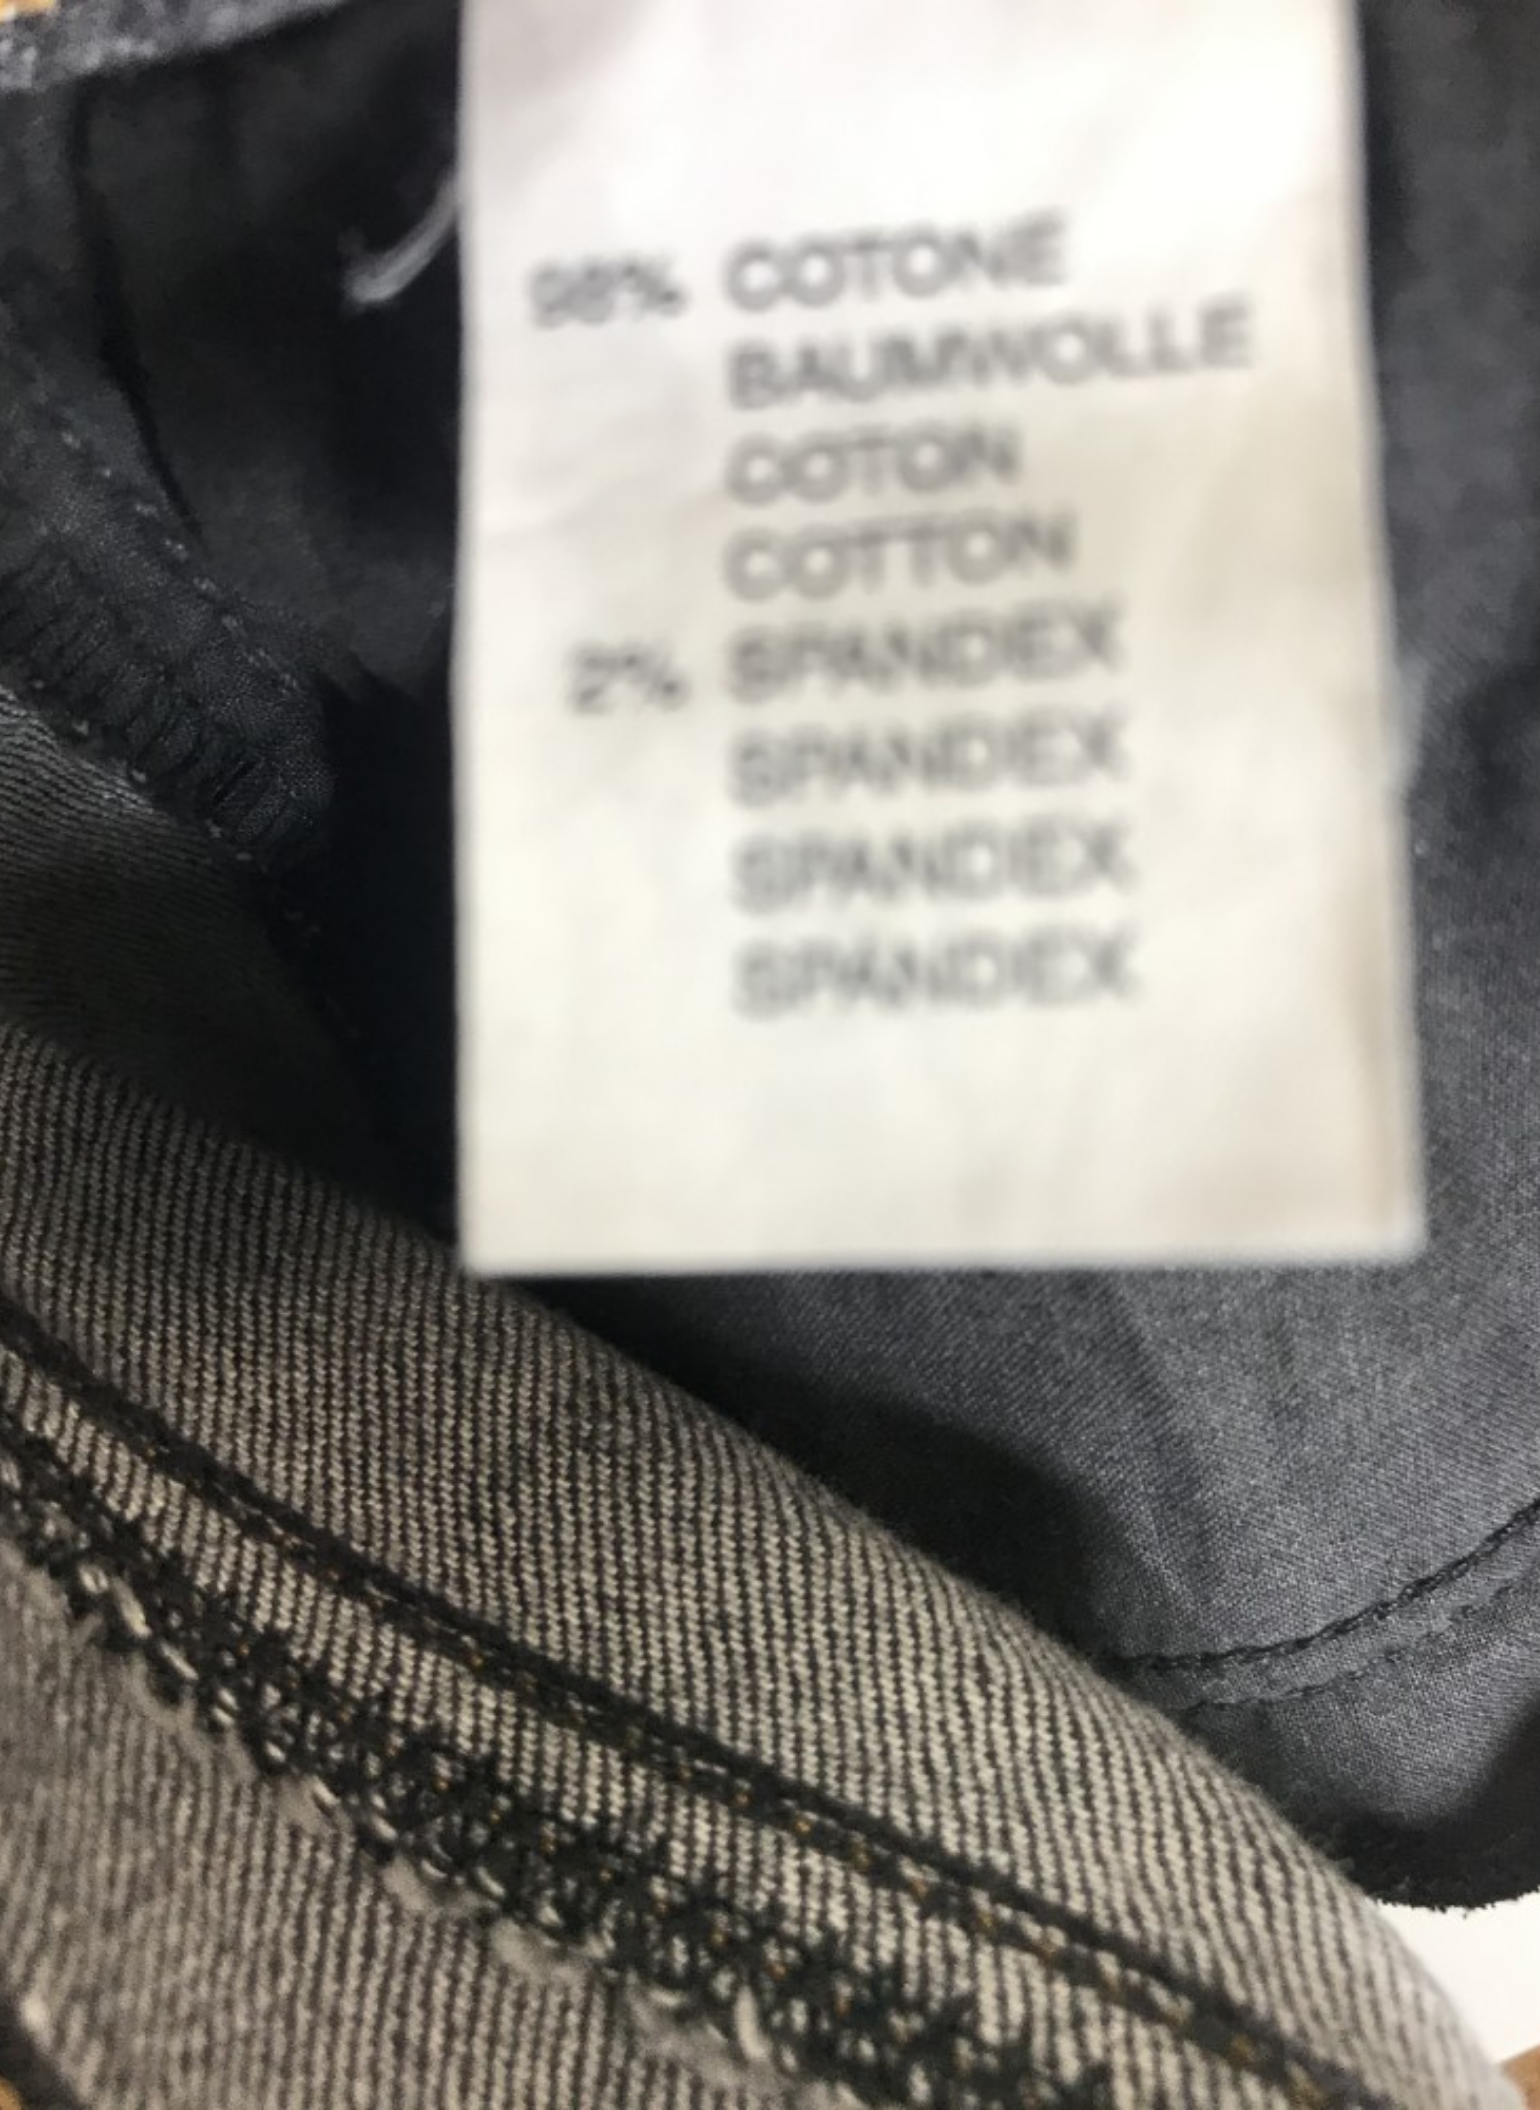 98% COTONE
BAUMWOLLE
COTON
COTTON
2% SPANDEX
SPANDEX
SPANDEX
SPANDEX